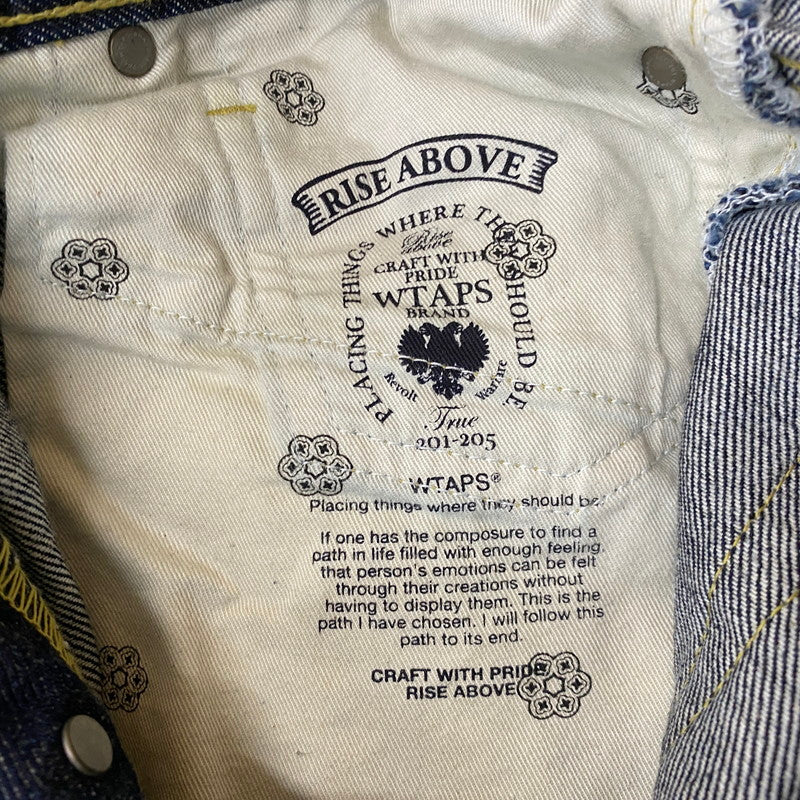 RISE ABOVE
PLACING THINGS WHERE THEY SHOULD BE
Rise
above
CRAFT WITH
PRIDE
WTAPS
BRAND
Revolt Warfare
True
201-205
WTAPS®
Placing things where they should be.
If one has the composure to find a
path in life filled with enough feeling,
that person's emotions can be felt
through their creations without
having to display them. This is the
path I have chosen. I will follow this
path to its end.
CRAFT WITH PRIDE
RISE ABOVE